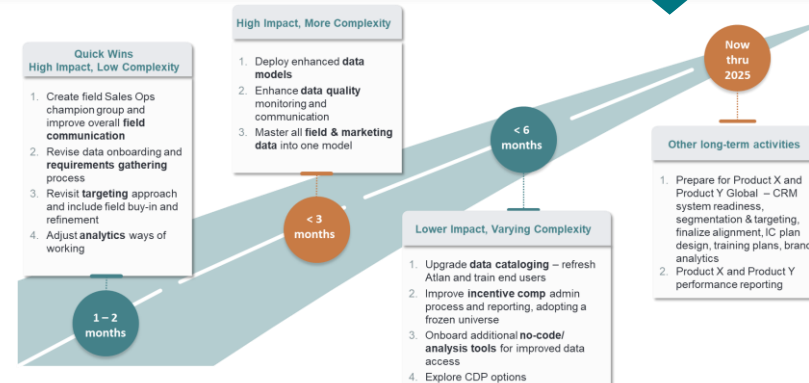 Quick Wins
High Impact, Low Complexity
1. Create field Sales Ops
champion group and
improve overall field
communication
2. Revise data onboarding and
requirements gathering
process
3. Revisit targeting approach
and include field buy-in and
refinement
4. Adjust analytics ways of
working
1 – 2
months
High Impact, More Complexity
1. Deploy enhanced data
models
2. Enhance data quality
monitoring and
communication
3. Master all field & marketing
data into one model
< 3
months
< 6
months
Lower Impact, Varying Complexity
1. Upgrade data cataloging – refresh
Atlan and train end users
2. Improve incentive comp admin
process and reporting, adopting a
frozen universe
3. Onboard additional no-code/
analysis tools for improved data
access
4. Explore CDP options
Now
thru
2025
Other long-term activities
1. Prepare for Product X and
Product Y Global – CRM
system readiness,
segmentation & targeting,
finalize alignment, IC plan
design, training plans, brand
analytics
2. Product X and Product Y
performance reporting